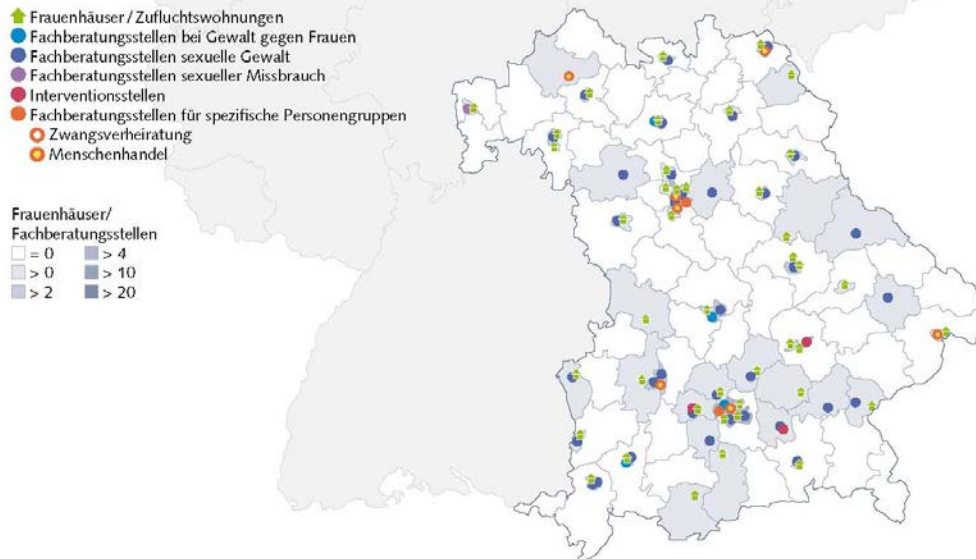 Frauenhäuser / Zufluchtswohnungen
Fachberatungsstellen bei Gewalt gegen Frauen
Fachberatungsstellen sexuelle Gewalt
Fachberatungsstellen sexueller Missbrauch
Interventionsstellen
Fachberatungsstellen für spezifische Personengruppen
Zwangsverheiratung
Menschenhandel
Frauenhäuser/
Fachberatungsstellen
= 0 > 4
> 0 > 10
> 2 > 20